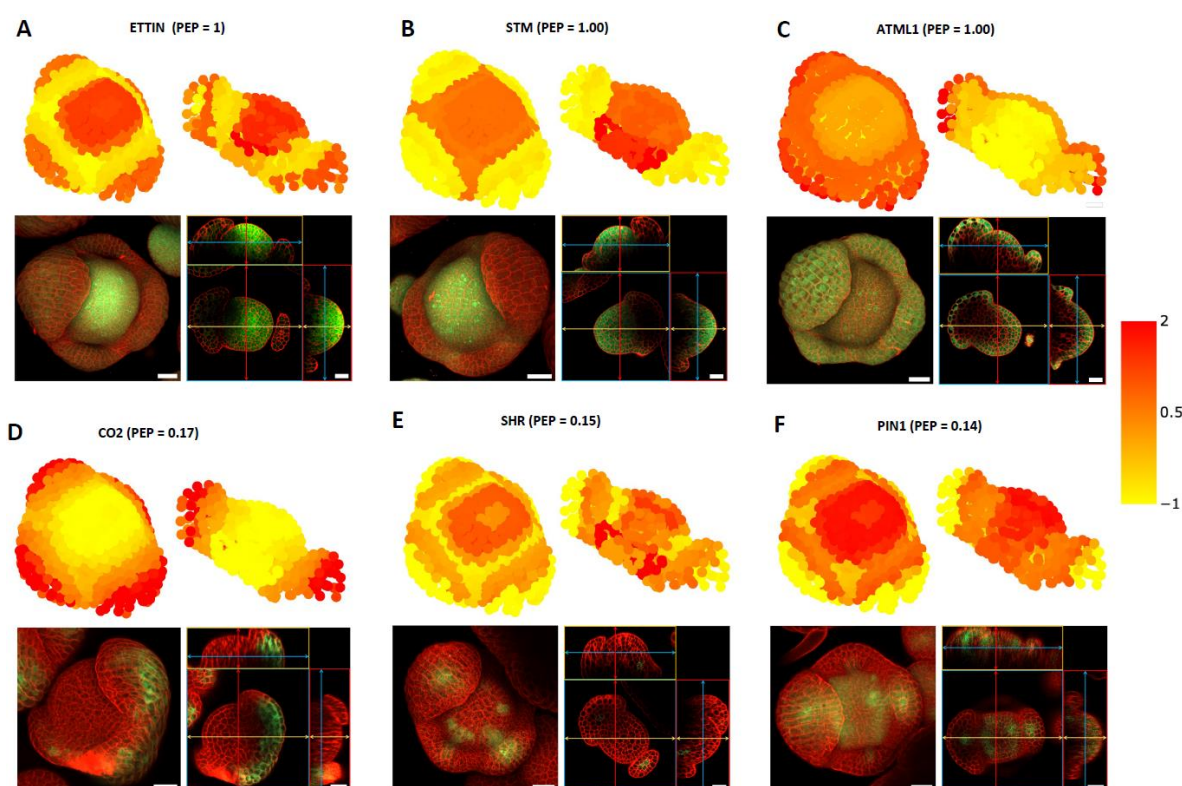 A
ETTIN (PEP = 1)
B
STM (PEP = 1.00)
C
ATML1 (PEP = 1.00)
2
0.5
−1
D
CO2 (PEP = 0.17)
E
SHR (PEP = 0.15)
F
PIN1 (PEP = 0.14)